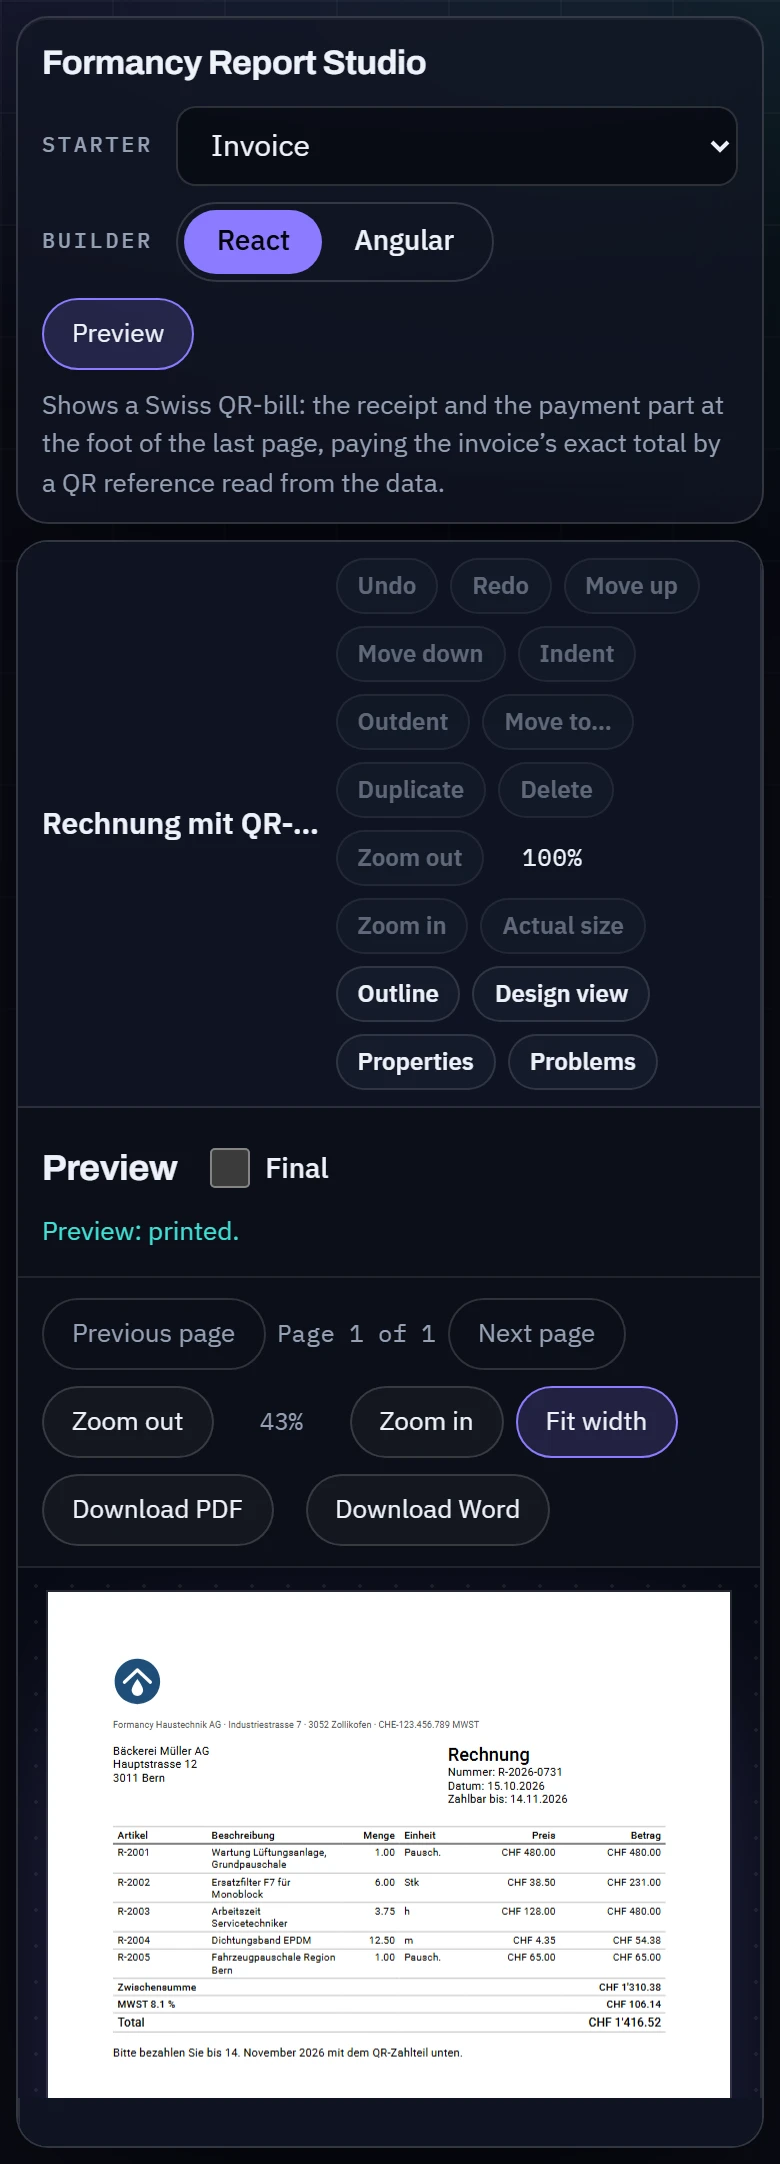 Formancy Report Studio
STARTER Invoice
BUILDER React Angular
Preview
Shows a Swiss QR-bill: the receipt and the payment part at
the foot of the last page, paying the invoice’s exact total by
a QR reference read from the data.
Undo Redo Move up
Move down Indent
Outdent Move to...
Duplicate Delete
Rechnung mit QR-...
Zoom out 100%
Zoom in Actual size
Outline Design view
Properties Problems
Preview Final
Preview: printed.
Previous page Page 1 of 1 Next page
Zoom out 43% Zoom in Fit width
Download PDF Download Word
Formancy Haustechnik AG · Industriestrasse 7 · 3052 Zollikofen · CHE-123.456.789 MWST
Bäckerei Müller AG
Hauptstrasse 12
3011 Bern
Rechnung
Nummer: R-2026-0731
Datum: 15.10.2026
Zahlbar bis: 14.11.2026
Artikel Beschreibung Menge Einheit Preis Betrag
R-2001 Wartung Lüftungsanlage, 1.00 Pausch. CHF 480.00 CHF 480.00
Grundpauschale
R-2002 Ersatzfilter F7 für 6.00 Stk CHF 38.50 CHF 231.00
Monoblock
R-2003 Arbeitszeit 3.75 h CHF 128.00 CHF 480.00
Servicetechniker
R-2004 Dichtungsband EPDM 12.50 m CHF 4.35 CHF 54.38
R-2005 Fahrzeugpauschale Region 1.00 Pausch. CHF 65.00 CHF 65.00
Bern
Zwischensumme CHF 1'310.38
MWST 8.1 % CHF 106.14
Total CHF 1'416.52
Bitte bezahlen Sie bis 14. November 2026 mit dem QR-Zahlteil unten.